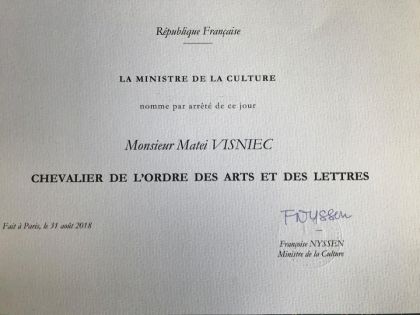 République Française
LA MINISTRE DE LA CULTURE
nomme par arrêté de ce jour
Monsieur Matei VISNIEC
CHEVALIER DE L'ORDRE DES ARTS ET DES LETTRES
Fait à Paris, le 31 août 2018
FNyssen
Françoise NYSSEN
Ministre de la Culture